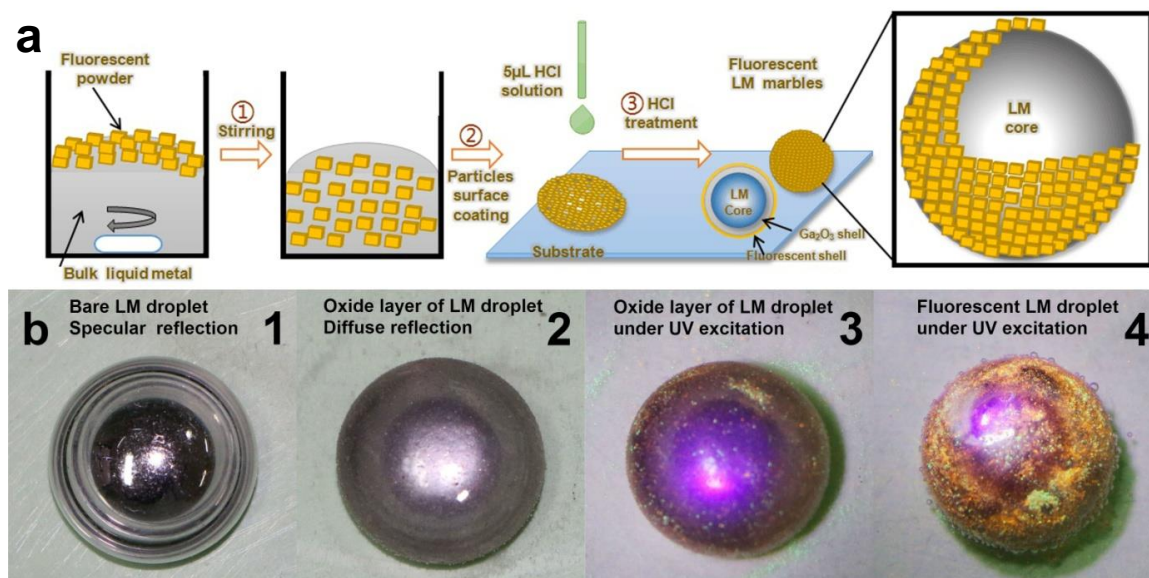 a
Fluorescent
powder
①
Stirring
Bulk liquid metal
②
Particles
surface
coating
5μL HCl
solution
③ HCl
treatment
Substrate
Fluorescent
LM marbles
LM
Core
Ga₂O₃ shell
Fluorescent shell
LM
core
b
Bare LM droplet
Specular reflection
1
Oxide layer of LM droplet
Diffuse reflection
2
Oxide layer of LM droplet
under UV excitation
3
Fluorescent LM droplet
under UV excitation
4